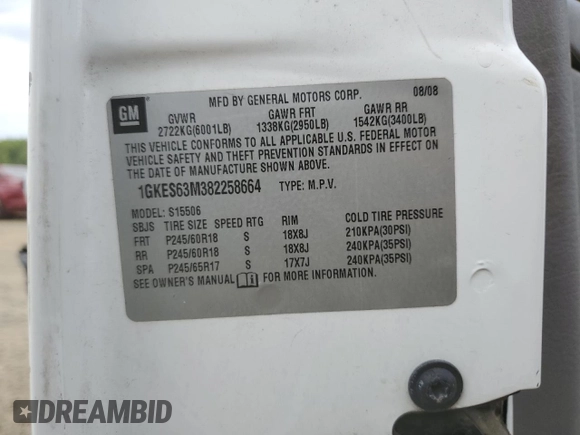 GM
MFD BY GENERAL MOTORS CORP. 08/08
GVWR GAWR FRT GAWR RR
2722KG(6001LB) 1338KG(2950LB) 1542KG(3400LB)
THIS VEHICLE CONFORMS TO ALL APPLICABLE U.S. FEDERAL MOTOR
VEHICLE SAFETY AND THEFT PREVENTION STANDARDS IN EFFECT ON
THE DATE OF MANUFACTURE SHOWN ABOVE.
1GKES63M382258664 TYPE: M.P.V.
MODEL: S15506
SBJS TIRE SIZE SPEED RTG RIM COLD TIRE PRESSURE
FRT P245/60R18 S 18X8J 210KPA(30PSI)
RR P245/60R18 S 18X8J 240KPA(35PSI)
SPA P245/65R17 S 17X7J 240KPA(35PSI)
SEE OWNER'S MANUAL FOR MORE INFORMATION.
DREAMBID